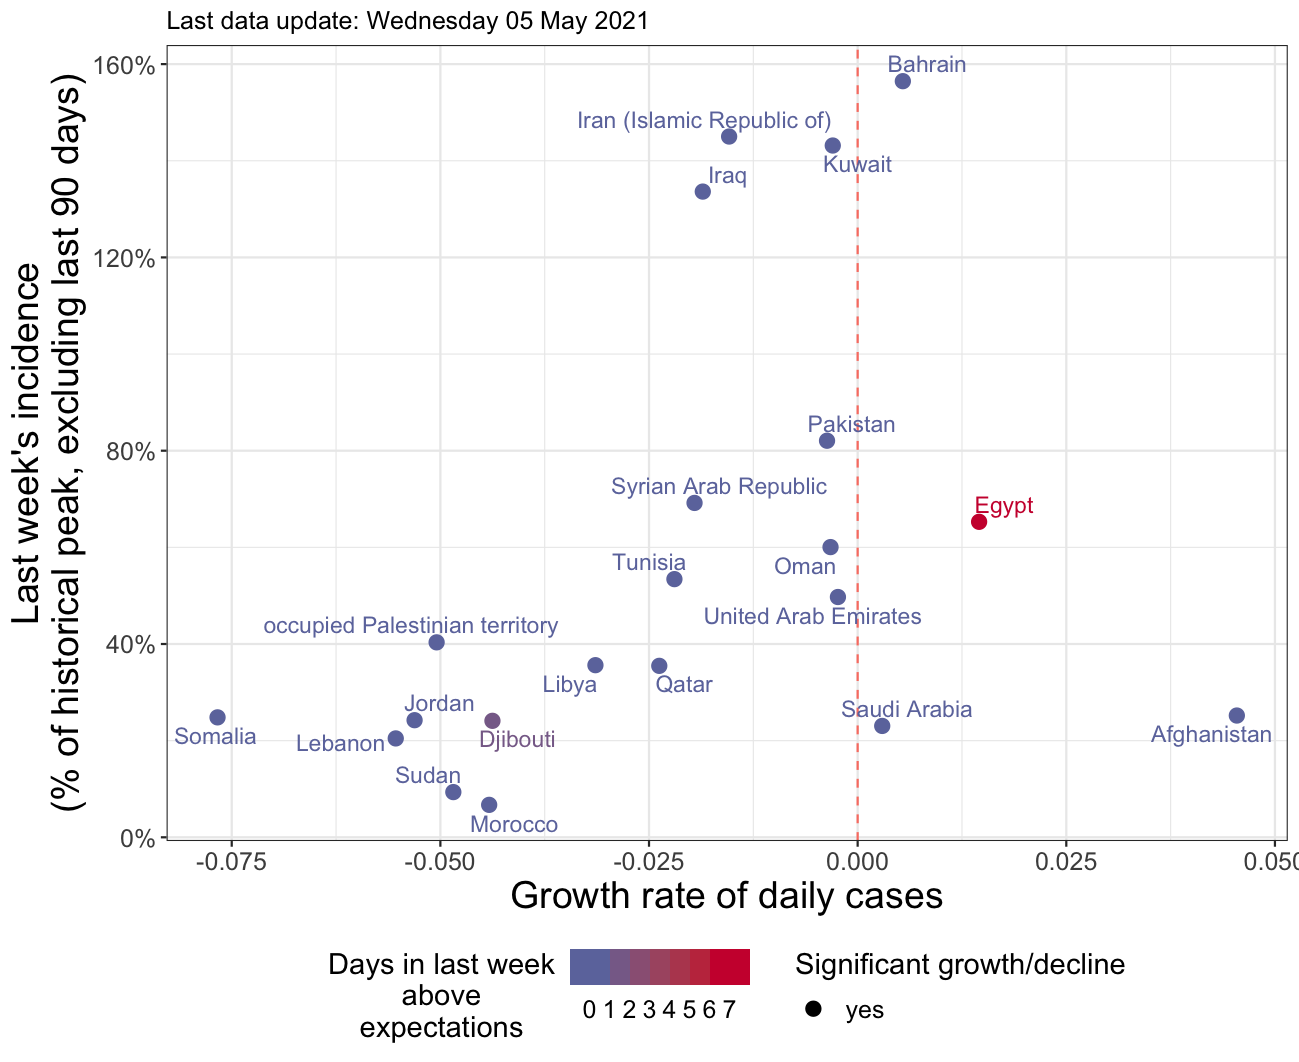 Last data update: Wednesday 05 May 2021
Last week's incidence
(% of historical peak, excluding last 90 days)
160%
120%
80%
40%
0%
Bahrain
Iran (Islamic Republic of)
Kuwait
Iraq
Pakistan
Syrian Arab Republic
Egypt
Tunisia
Oman
United Arab Emirates
occupied Palestinian territory
Libya
Qatar
Jordan
Saudi Arabia
Somalia
Lebanon
Djibouti
Afghanistan
Sudan
Morocco
-0.075 -0.050 -0.025 0.000 0.025 0.050
Growth rate of daily cases
Days in last week
above
expectations
0 1 2 3 4 5 6 7
Significant growth/decline
yes